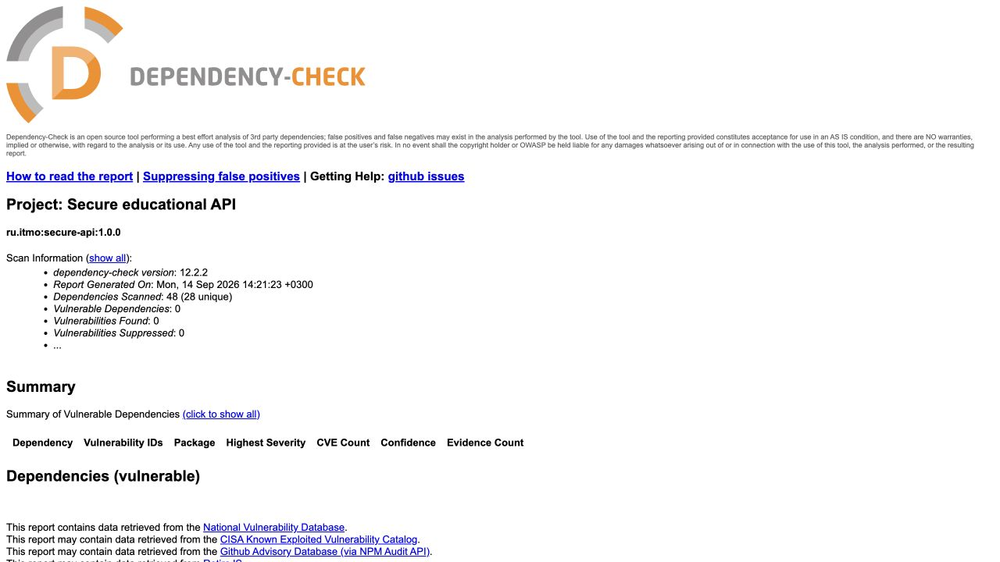 DEPENDENCY-CHECK
Dependency-Check is an open source tool performing a best effort analysis of 3rd party dependencies; false positives and false negatives may exist in the analysis performed by the tool. Use of the tool and the reporting provided constitutes acceptance for use in an AS IS condition, and there are NO warranties,
implied or otherwise, with regard to the analysis or its use. Any use of the tool and the reporting provided is at the user's risk. In no event shall the copyright holder or OWASP be held liable for any damages whatsoever arising out of or in connection with the use of this tool, the analysis performed, or the resulting
report.
How to read the report | Suppressing false positives | Getting Help: github issues
Project: Secure educational API
ru.itmo:secure-api:1.0.0
Scan Information (show all):
• dependency-check version: 12.2.2
• Report Generated On: Mon, 14 Sep 2026 14:21:23 +0300
• Dependencies Scanned: 48 (28 unique)
• Vulnerable Dependencies: 0
• Vulnerabilities Found: 0
• Vulnerabilities Suppressed: 0
• ...
Summary
Summary of Vulnerable Dependencies (click to show all)
Dependency Vulnerability IDs Package Highest Severity CVE Count Confidence Evidence Count
Dependencies (vulnerable)
This report contains data retrieved from the National Vulnerability Database.
This report may contain data retrieved from the CISA Known Exploited Vulnerability Catalog.
This report may contain data retrieved from the Github Advisory Database (via NPM Audit API).
This report may contain data retrieved from RetireJS